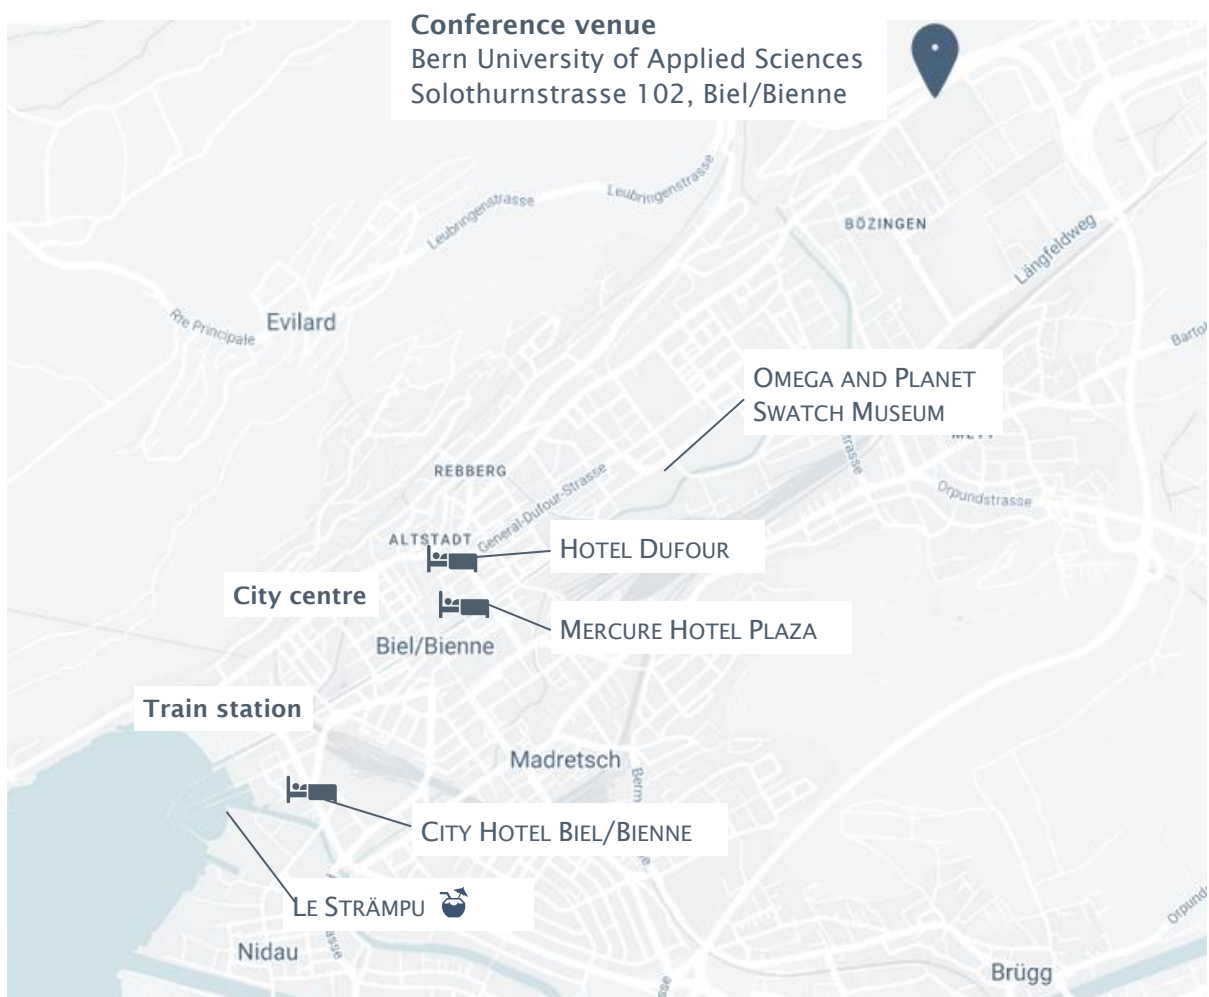 Conference venue
Bern University of Applied Sciences
Solothurnstrasse 102, Biel/Bienne
Leubringenstrasse
Leubringenstrasse
BÖZINGEN
Längfeldweg
Rte Principale
Evilard
OMEGA AND PLANET
SWATCH MUSEUM
REBBERG
General-Dufour-Strasse
Orpundstrasse
ALTSTADT
HOTEL DUFOUR
City centre
MERCURE HOTEL PLAZA
Biel/Bienne
Train station
Madretsch
CITY HOTEL BIEL/BIENNE
LE STRÄMPU
Nidau
Brügg